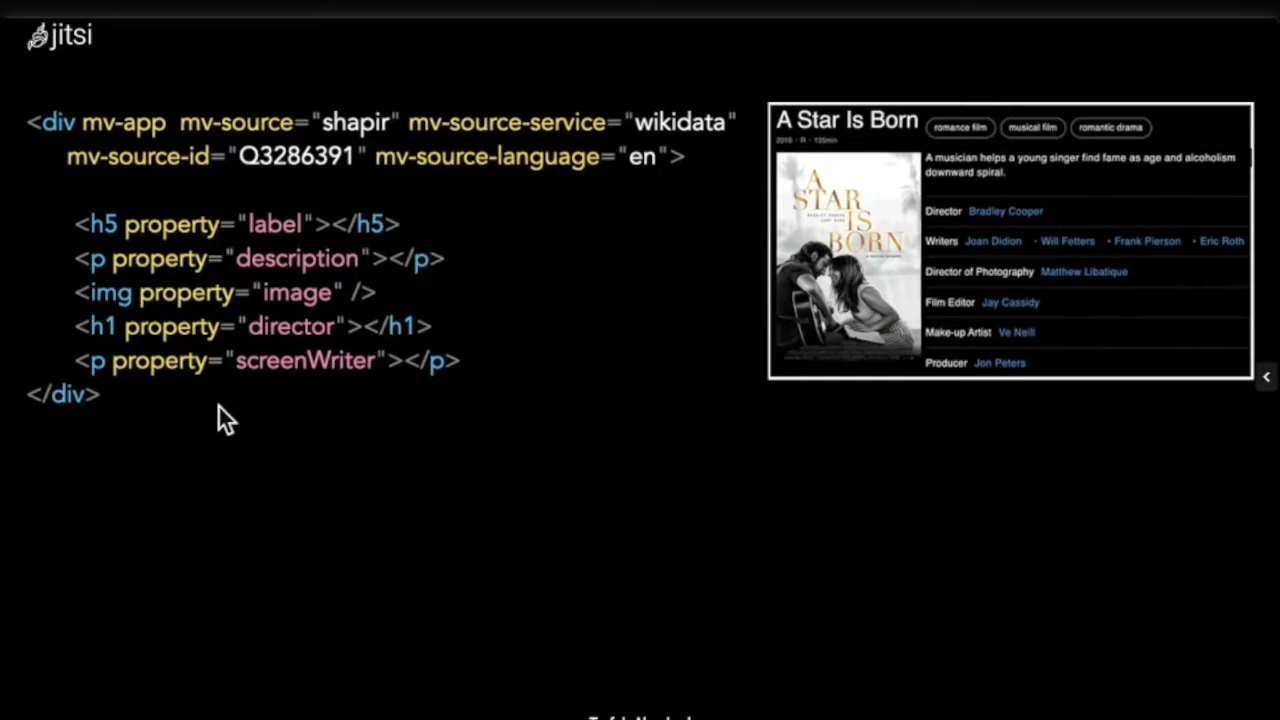 jitsi
<div mv-app mv-source="shapir" mv-source-service="wikidata"
mv-source-id="Q3286391" mv-source-language="en">
<h5 property="label"></h5>
<p property="description"></p>
<img property="image" />
<h1 property="director"></h1>
<p property="screenWriter"></p>
</div>
A Star Is Born
romance film musical film romantic drama
2018 · R · 135min
A musician helps a young singer find fame as age and alcoholism
downward spiral.
A
STAR
IS
BORN
Director Bradley Cooper
Writers Joan Didion · Will Fetters · Frank Pierson · Eric Roth
Director of Photography Matthew Libatique
Film Editor Jay Cassidy
Make-up Artist Ve Neill
Producer Jon Peters